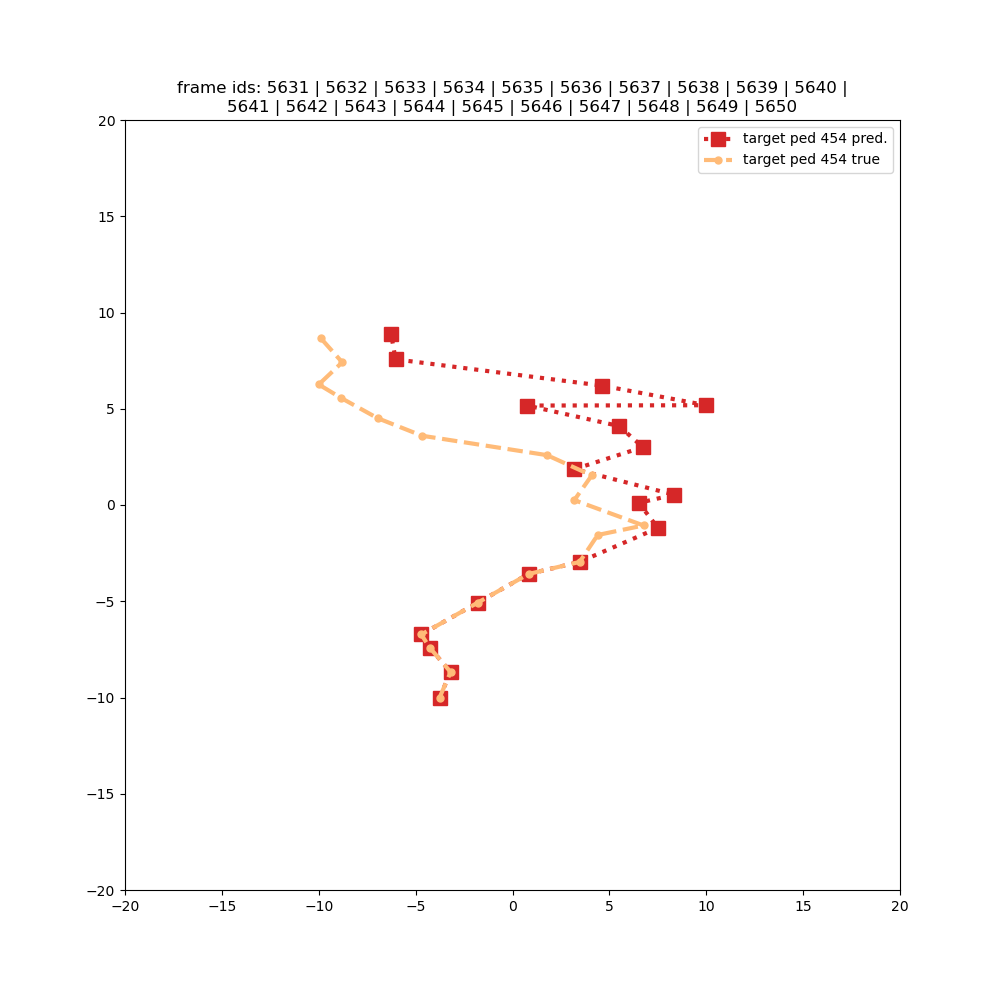 frame ids: 5631 | 5632 | 5633 | 5634 | 5635 | 5636 | 5637 | 5638 | 5639 | 5640 |
5641 | 5642 | 5643 | 5644 | 5645 | 5646 | 5647 | 5648 | 5649 | 5650
target ped 454 pred.
target ped 454 true
20
15
10
5
0
−5
−10
−15
−20
−20 −15 −10 −5 0 5 10 15 20